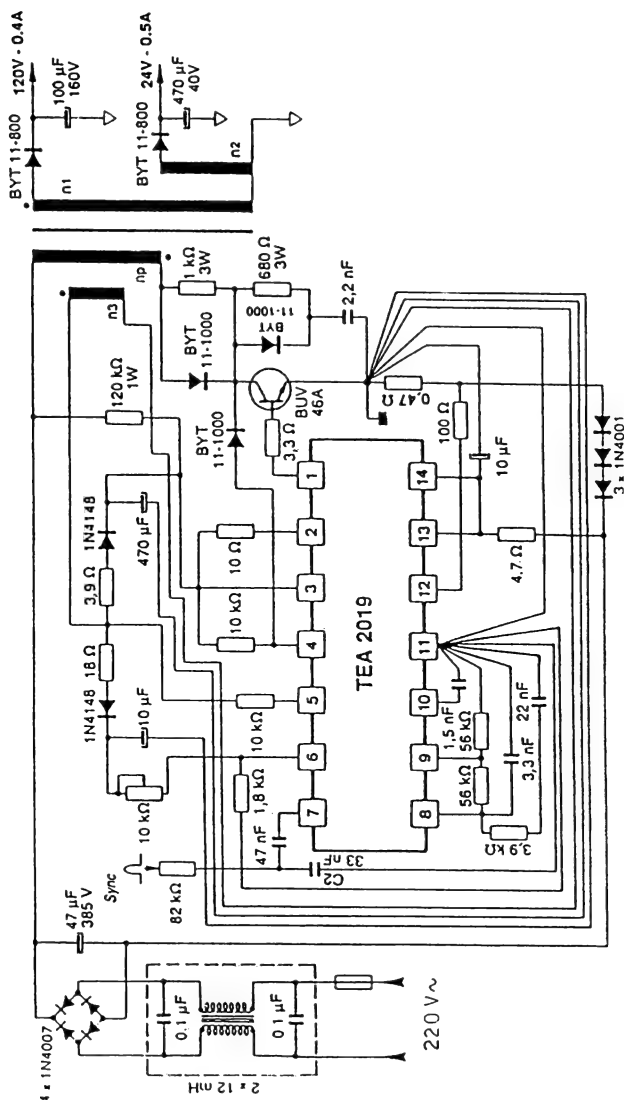 120V - 0.4A
100 µF
160V
24V - 0.5A
470 µF
40V
BYT 11-800
BYT 11-800
n1
n2
np
n3
1 kΩ
3W
680 Ω
3W
2,2 nF
BYT
11-1000
BYT
11-1000
BYT
11-1000
BUV
46A
3,3 Ω
120 kΩ
1W
1N4148
470 µF
3,9 Ω
18 Ω
1N4148
10 µF
10 Ω
10 kΩ
10 kΩ
10 kΩ
1,8 kΩ
47 nF
Sync
82 kΩ
C2
33 nF
1
2
3
4
5
6
7
TEA 2019
14
13
12
11
10
9
8
0,47 Ω
100 Ω
10 µF
4.7 Ω
3 x 1N4001
1,5 nF
56 kΩ
56 kΩ
3,3 nF
22 nF
3,9 kΩ
47 µF
385 V
4 x 1N4007
0.1 µF
0.1 µF
2 x 12 mH
220 V~